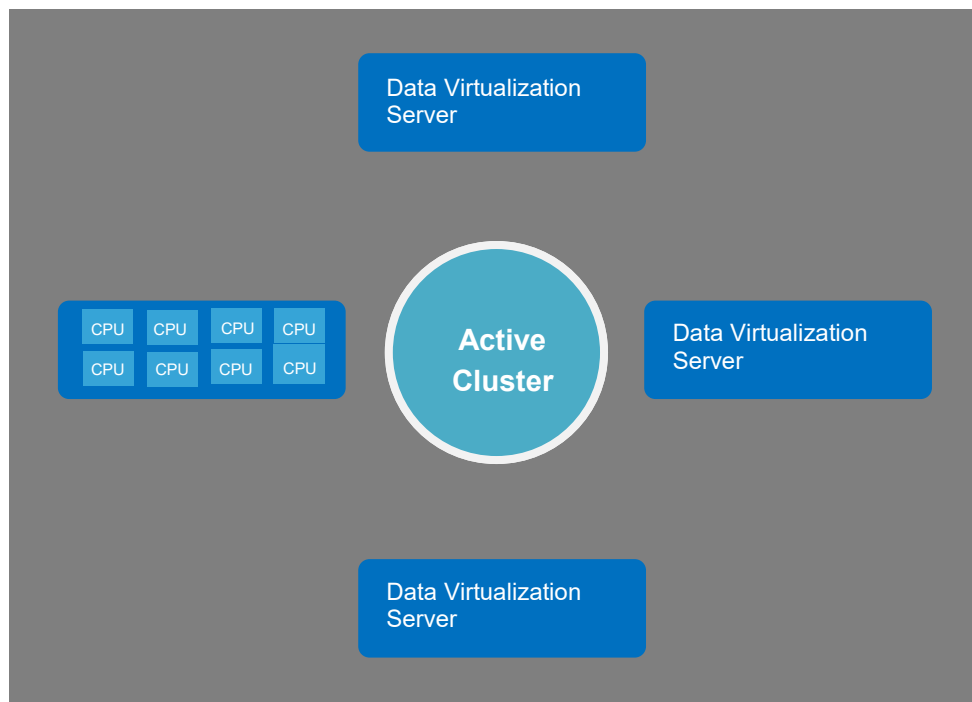 Data Virtualization
Server
CPU CPU CPU CPU
CPU CPU CPU CPU
Active
Cluster
Data Virtualization
Server
Data Virtualization
Server